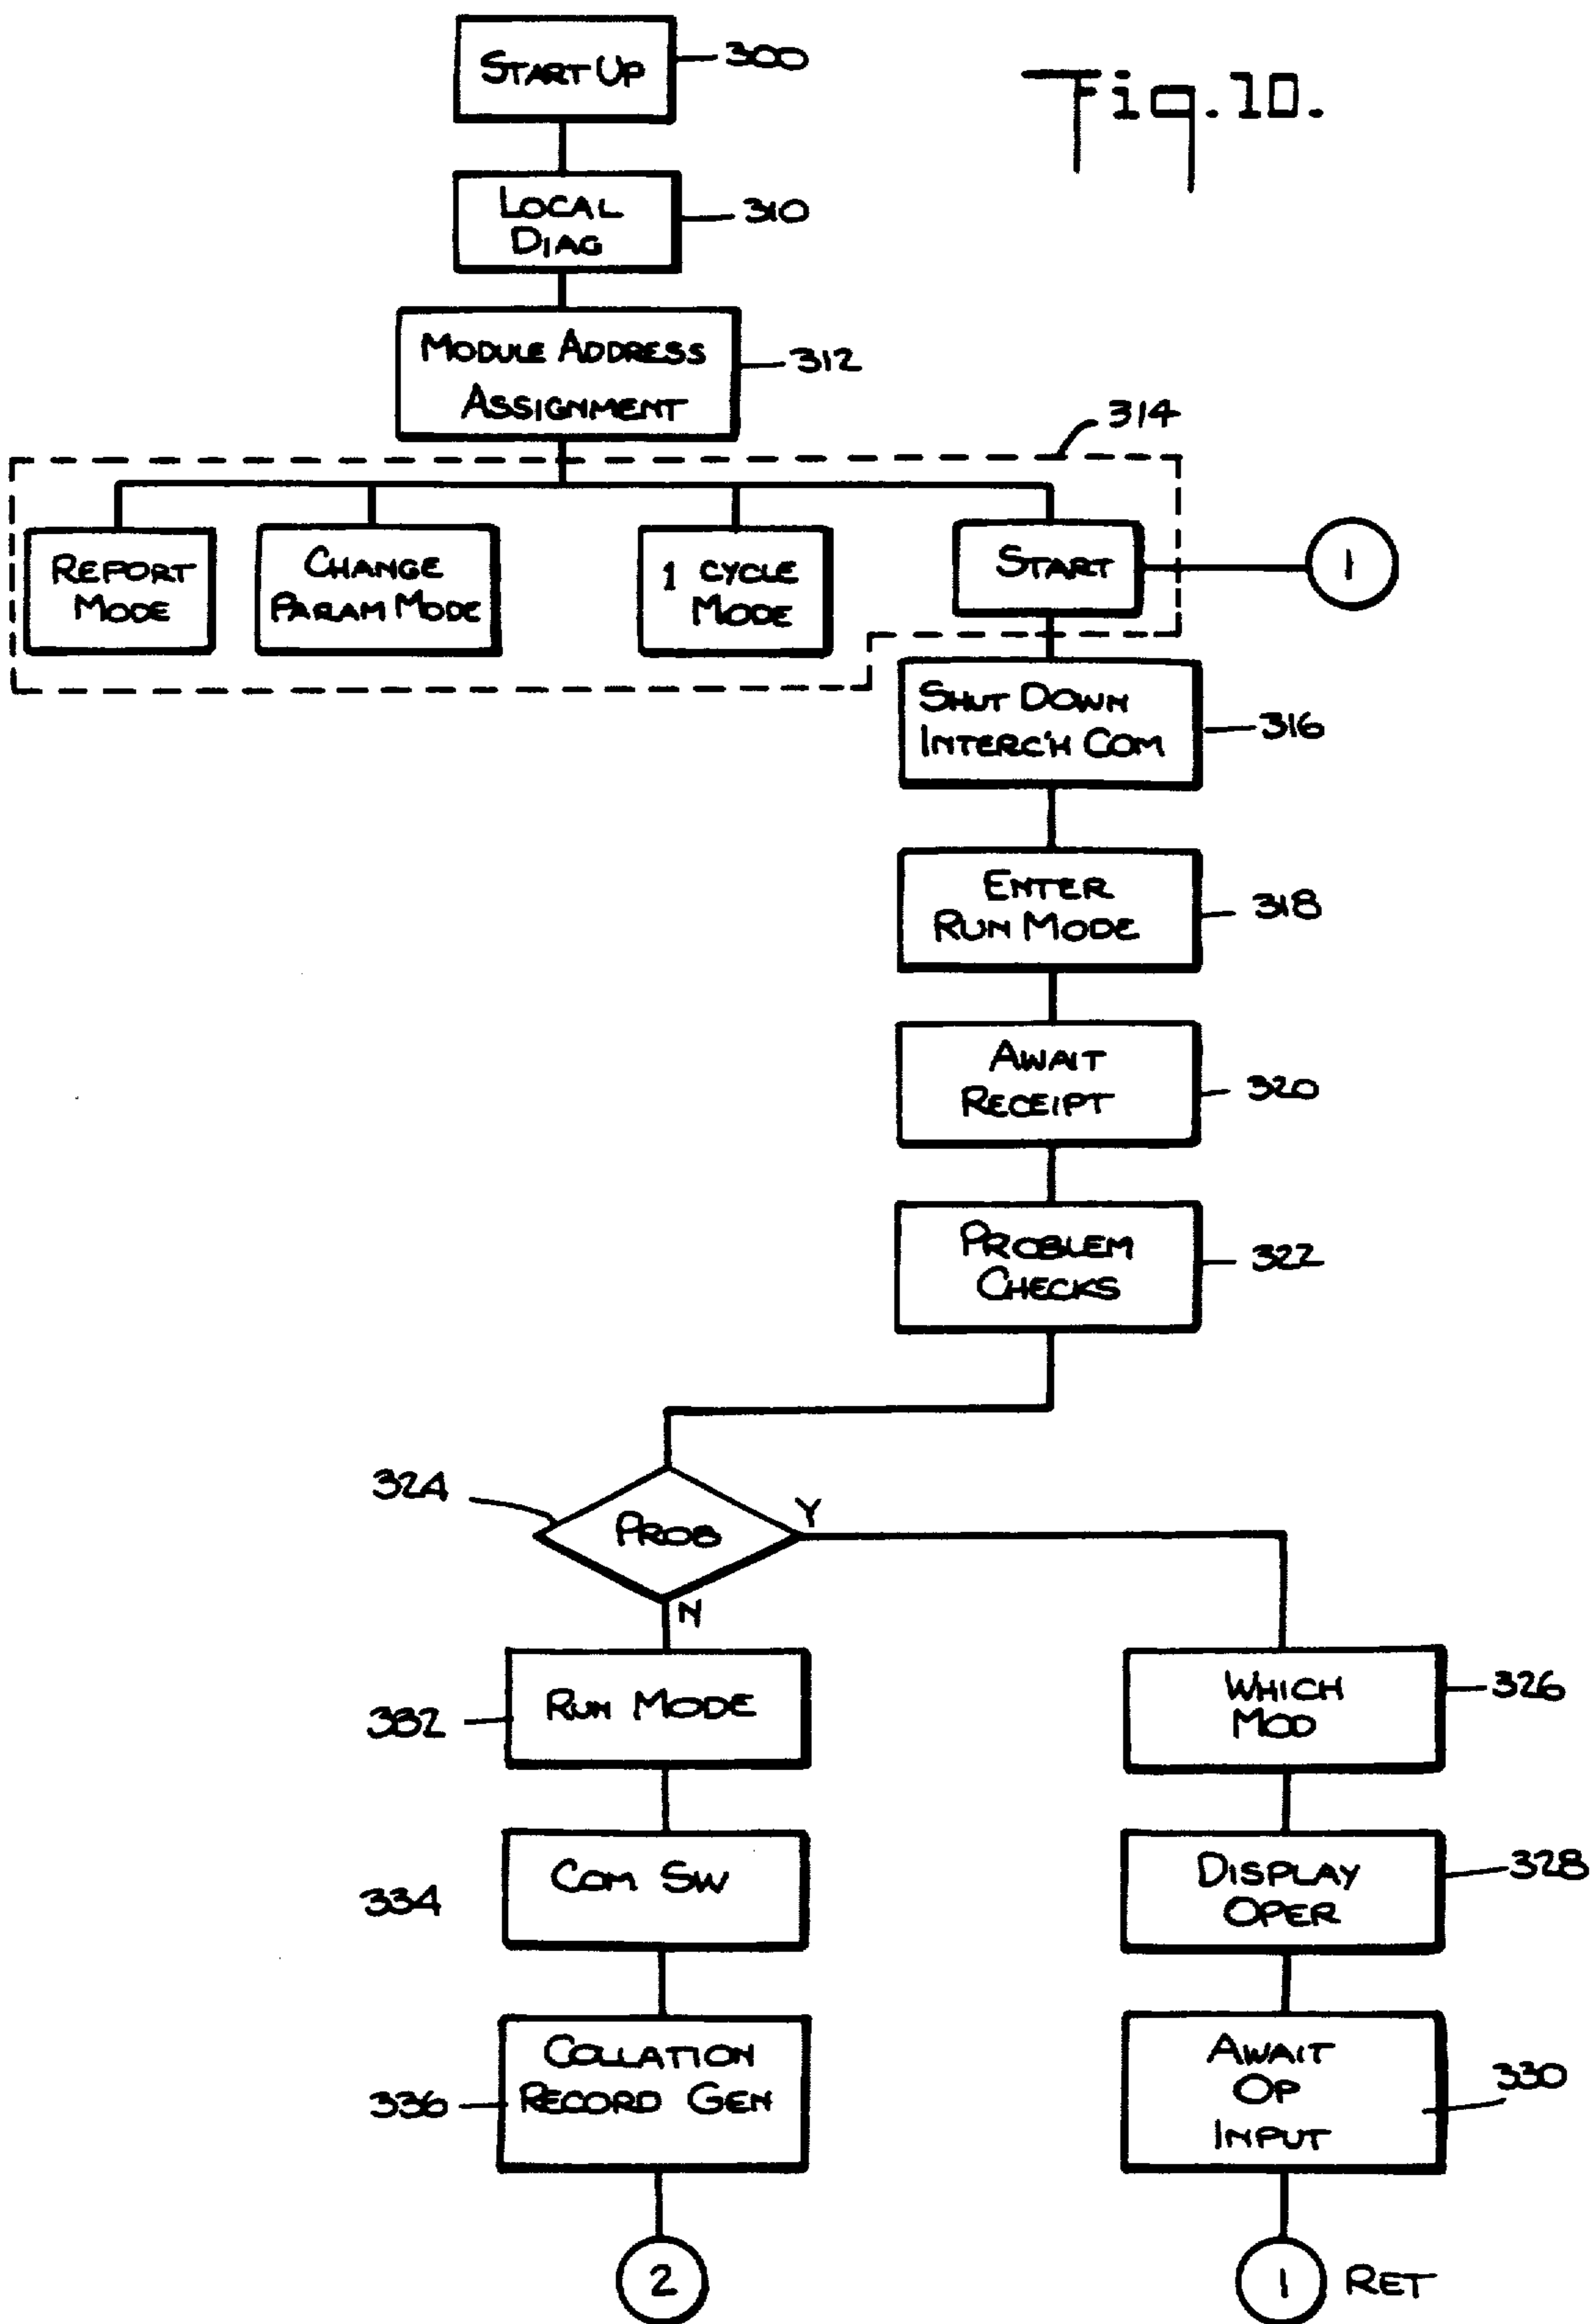 START UP
300
Fig. 10.
LOCAL
DIAG
310
MODULE ADDRESS
ASSIGNMENT
312
314
REPORT
MODE
CHANGE
PARAM MODE
1 CYCLE
MODE
START
1
SHUT DOWN
INTERC'H COM
316
ENTER
RUN MODE
318
AWAIT
RECEIPT
320
PROBLEM
CHECKS
322
324
PROB
Y
N
RUN MODE
332
WHICH
MOD
326
COM SW
334
DISPLAY
OPER
328
COLLATION
RECORD GEN
336
AWAIT
OP
INPUT
330
2
1 RET